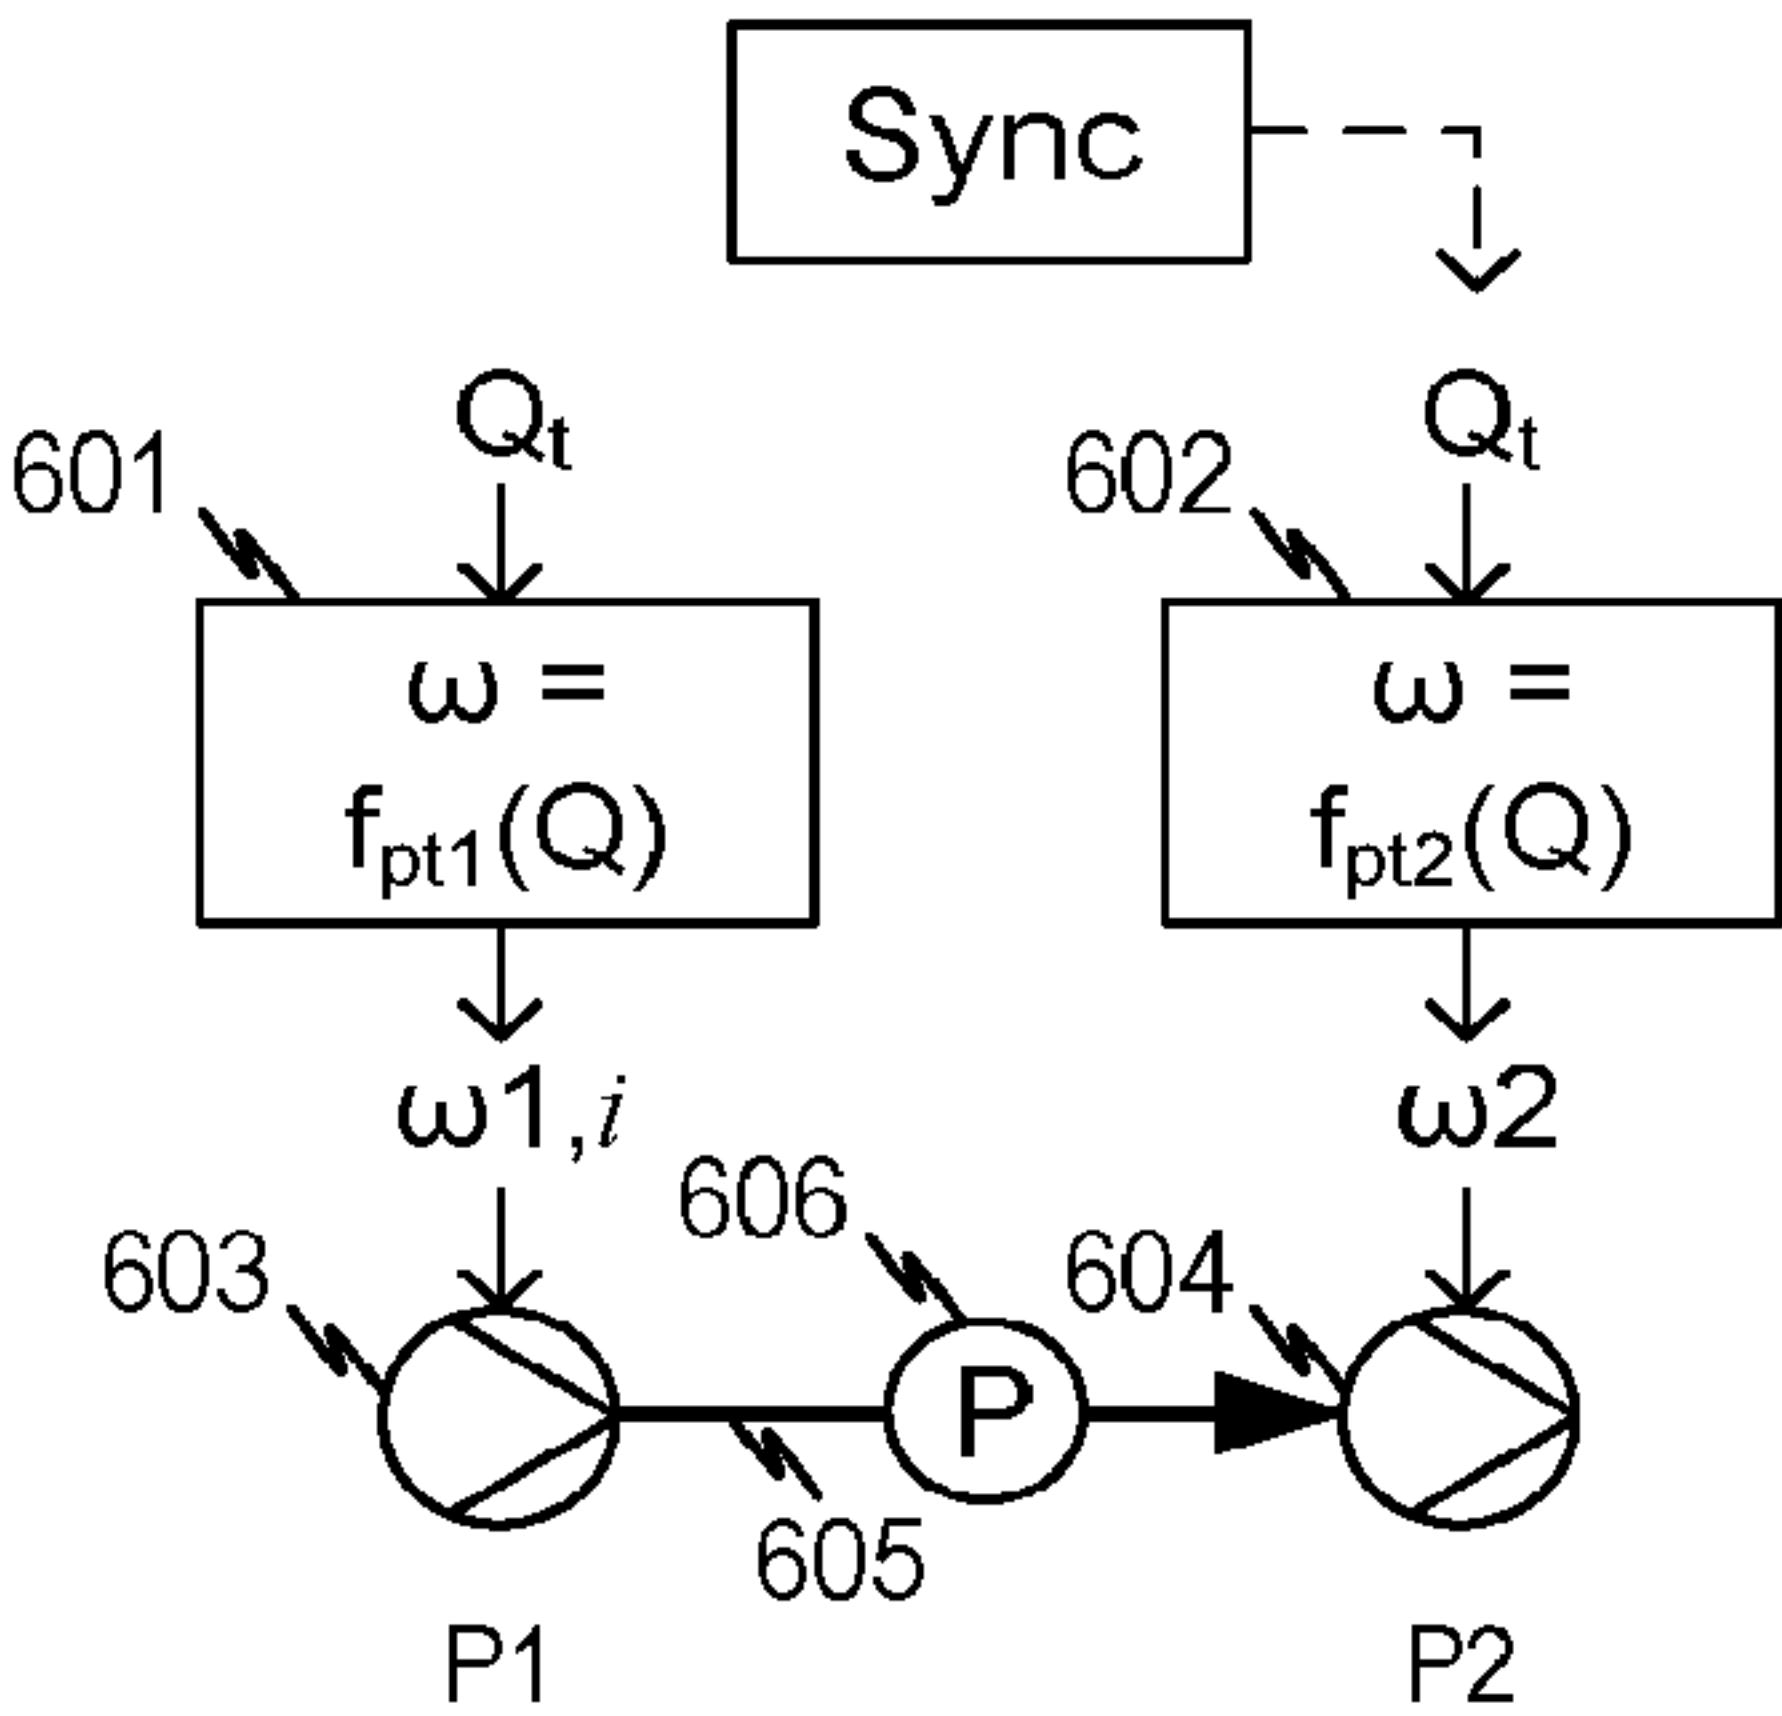 Sync
Qt
Qt
601
602
ω =
fpt1(Q)
ω =
fpt2(Q)
ω1,i
ω2
606
603
604
P
605
P1
P2